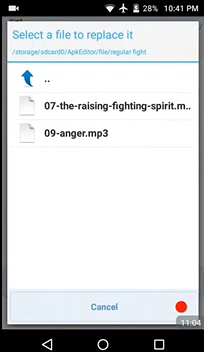 28% 10:41 PM
Select a file to replace it
/storage/sdcard0/ApkEditor/file/regular fight
..
07-the-raising-fighting-spirit.m..
09-anger.mp3
Cancel
11:04